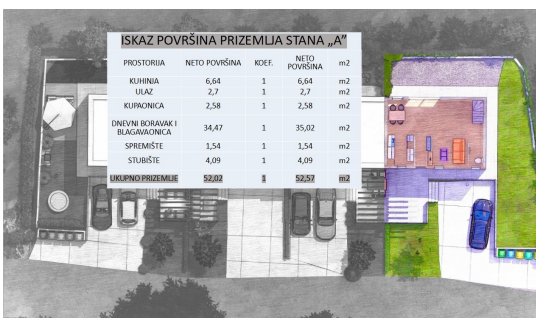 ISKAZ POVRŠINA PRIZEMLJA STANA „A”
PROSTORIJA NETO POVRŠINA KOEF. NETO POVRŠINA m2
KUHINJA 6,64 1 6,64 m2
ULAZ 2,7 1 2,7 m2
KUPAONICA 2,58 1 2,58 m2
DNEVNI BORAVAK I
BLAGAVAONICA 34,47 1 35,02 m2
SPREMIŠTE 1,54 1 1,54 m2
STUBIŠTE 4,09 1 4,09 m2
UKUPNO PRIZEMLJE 52,02 1 52,57 m2